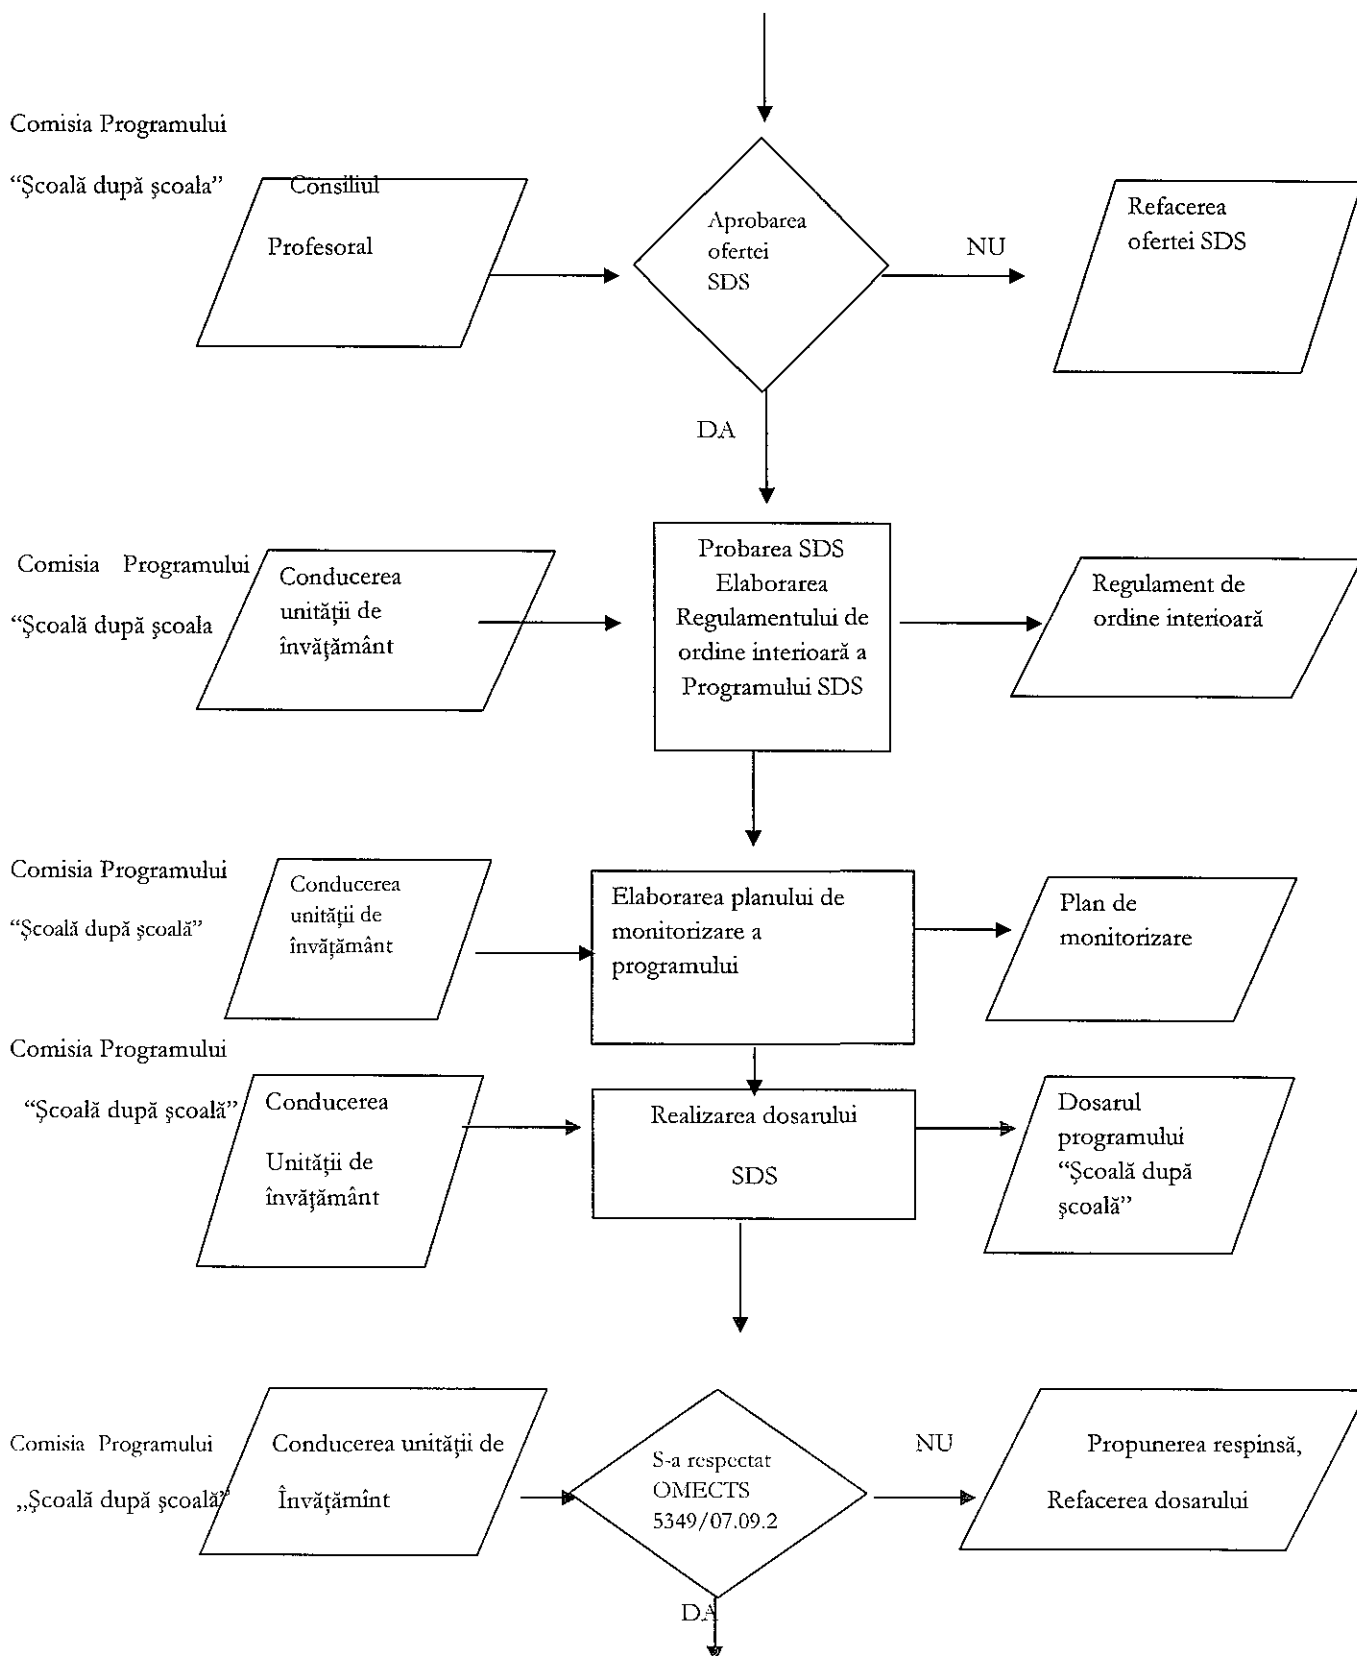 Comisia Programului
“Şcoală după şcoala”
Consiliul
Profesoral
Aprobarea
ofertei
SDS
NU
Refacerea
ofertei SDS
DA
Comisia Programului
“Şcoală după şcoala
Conducerea
unităţii de
învăţământ
Probarea SDS
Elaborarea
Regulamentului de
ordine interioară a
Programului SDS
Regulament de
ordine interioară
Comisia Programului
“Şcoală după şcoală”
Conducerea
unităţii de
învăţământ
Elaborarea planului de
monitorizare a
programului
Plan de
monitorizare
Comisia Programului
“Şcoală după şcoală”
Conducerea
Unităţii de
învăţământ
Realizarea dosarului
SDS
Dosarul
programului
“Şcoală după
şcoală”
Comisia Programului
„Şcoală după şcoală”
Conducerea unităţii de
Învăţămînt
S-a respectat
OMECTS
5349/07.09.2
NU
Propunerea respinsă,
Refacerea dosarului
DA